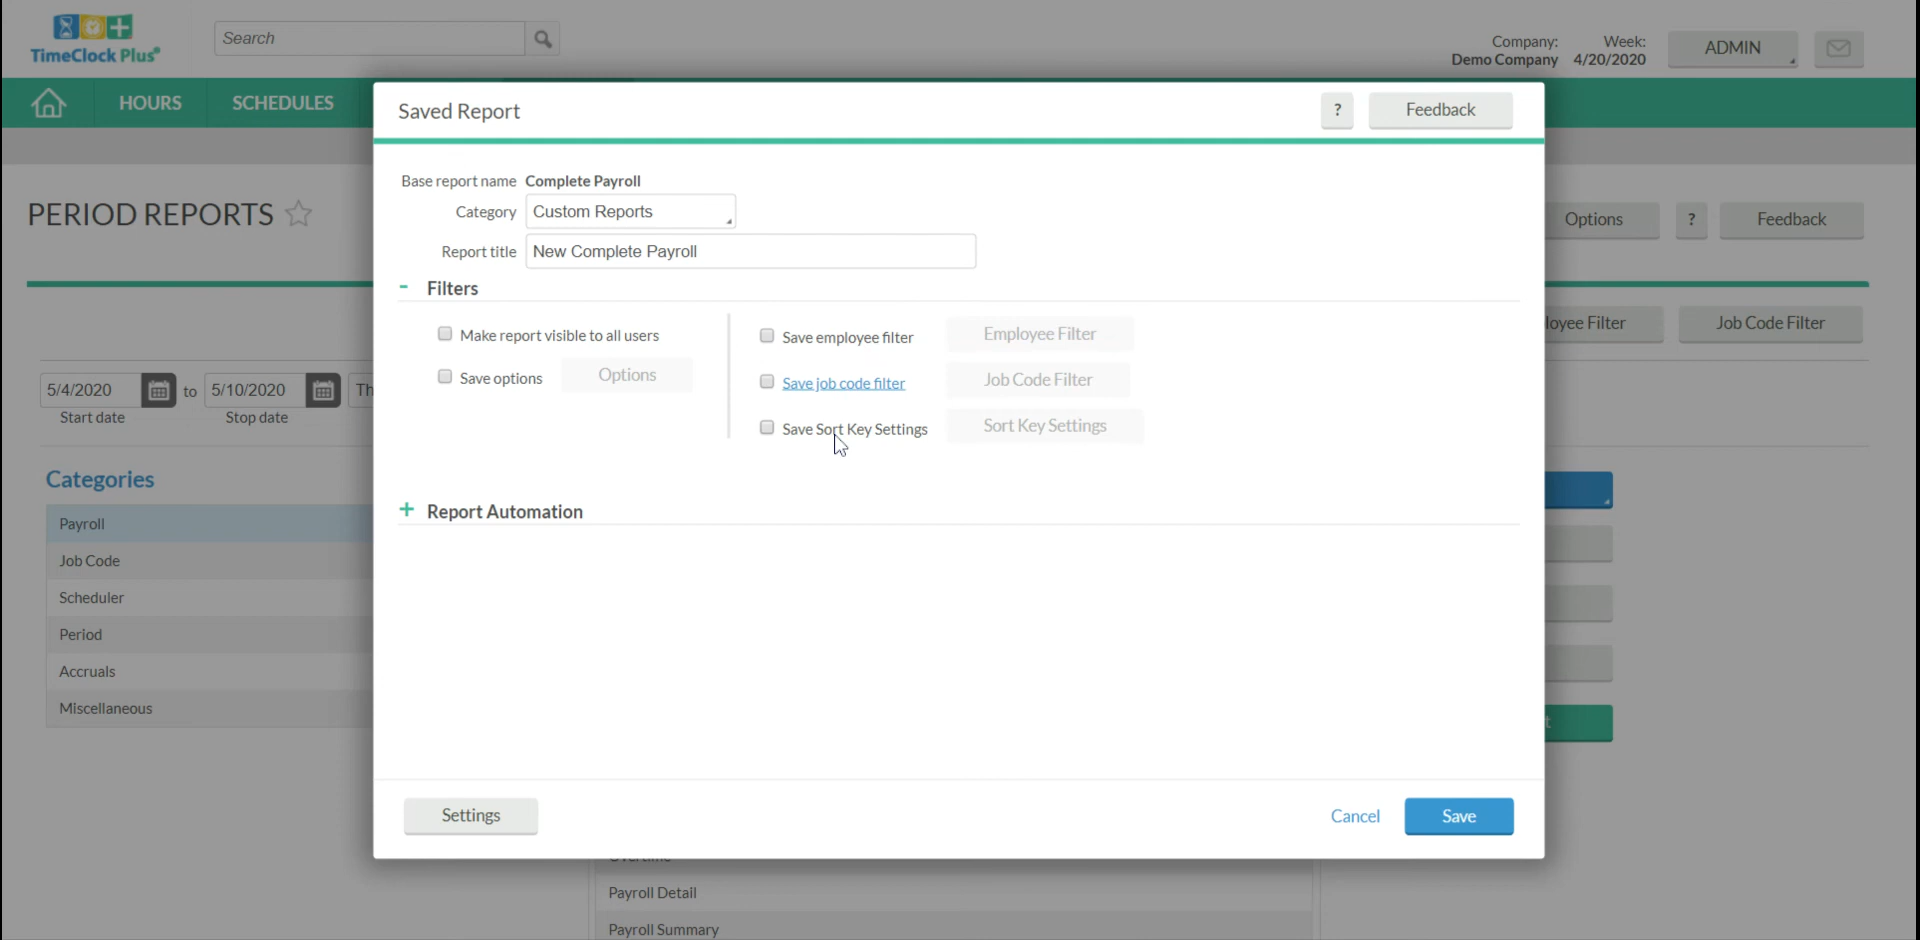 TimeClock Plus®
Search
Company:
Demo Company
Week:
4/20/2020
ADMIN
HOURS
SCHEDULES
Saved Report
?
Feedback
PERIOD REPORTS
Options
?
Feedback
Base report name Complete Payroll
Category Custom Reports
Report title New Complete Payroll
- Filters
Make report visible to all users
Save options
Options
Save employee filter
Employee Filter
Save job code filter
Job Code Filter
Save Sort Key Settings
Sort Key Settings
+ Report Automation
Filter
Job Code Filter
5/4/2020
to
5/10/2020
Start date
Stop date
Categories
Payroll
Job Code
Scheduler
Period
Accruals
Miscellaneous
Settings
Cancel
Save
Payroll Detail
Payroll Summary